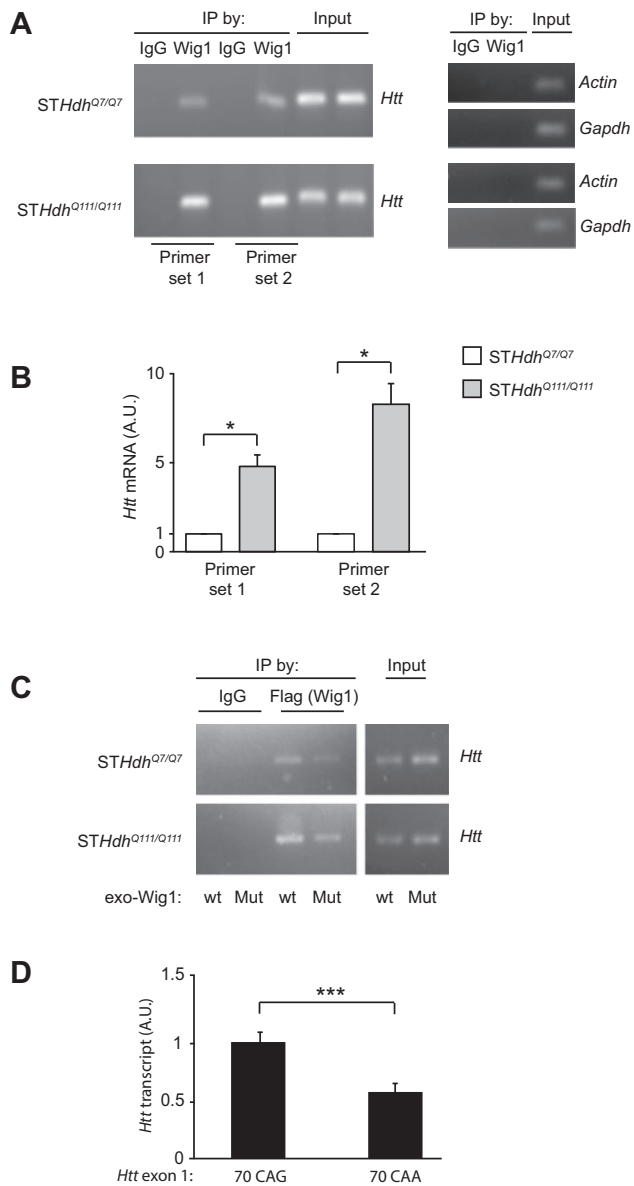 A
IP by:
IgG Wig1 IgG Wig1 Input
STHdhQ7/Q7
Htt
STHdhQ111/Q111
Htt
Primer set 1
Primer set 2
IP by:
IgG Wig1 Input
Actin
Gapdh
Actin
Gapdh
B
Htt mRNA (A.U.)
10
5
1
0
*
*
Primer set 1
Primer set 2
STHdhQ7/Q7
STHdhQ111/Q111
C
IP by:
Input
IgG
Flag (Wig1)
STHdhQ7/Q7
Htt
STHdhQ111/Q111
Htt
exo-Wig1: wt Mut wt Mut wt Mut
D
Htt transcript (A.U.)
1.5
1
0.5
0
***
Htt exon 1: 70 CAG 70 CAA